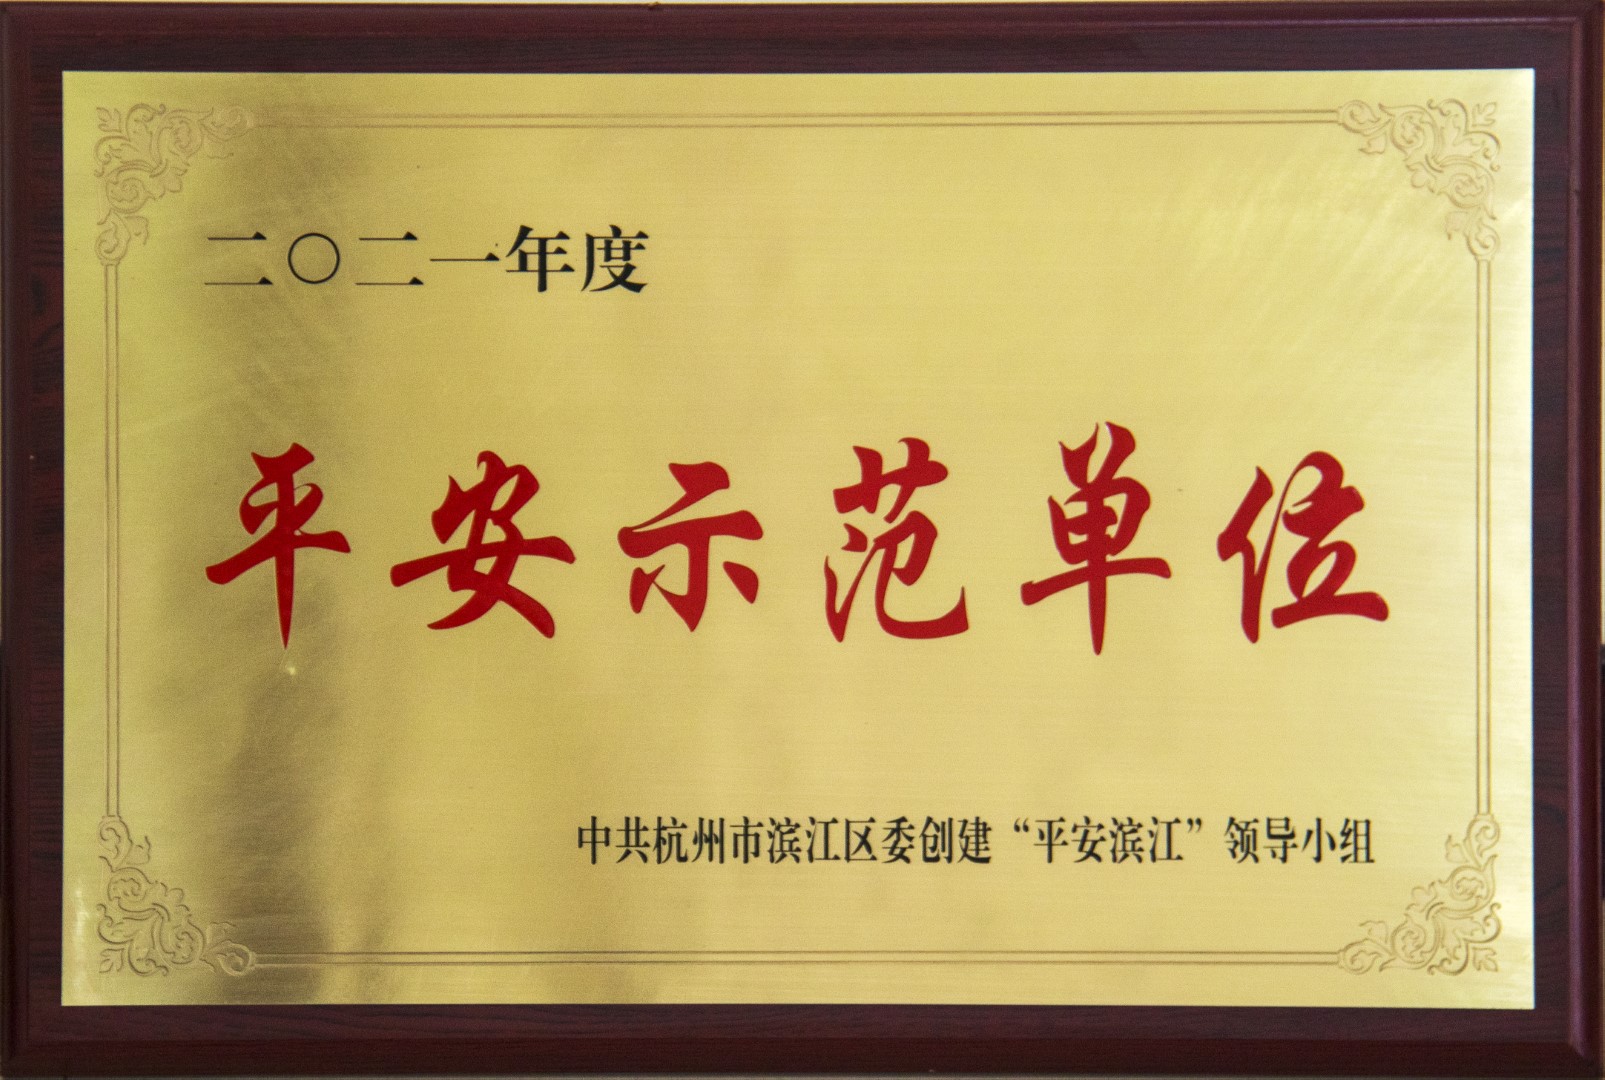 二〇二一年度
平安示范单位
中共杭州市滨江区委创建“平安滨江”领导小组